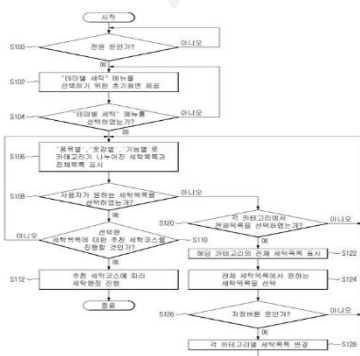 시작
S100
전원 온인가?
아니오
예
S102
"테마별 세탁" 메뉴를
선택하기 위한 초기화면 제공
S104
"테마별 세탁" 메뉴를
선택하였는가?
아니오
예
S106
"품목별", "옷감별", "기능별"로
카테고리가 나누어진 세탁목록과
전체목록 표시
S108
사용자가 원하는 세탁목록을
선택하였는가?
아니오
예
S110
선택한
세탁목록에 대한 추천 세탁코스를
진행할 것인가?
아니오
예
S112
추천 세탁코스에 따라
세탁행정 진행
종료
S120
각 카테고리에서
전체목록을 선택하였는가?
아니오
예
해당 카테고리의 전체 세탁목록 표시
S122
전체 세탁목록에서 원하는
세탁목록을 선택
S124
S126
저장버튼 온인가?
아니오
예
각 카테고리별 세탁목록 변경
S128